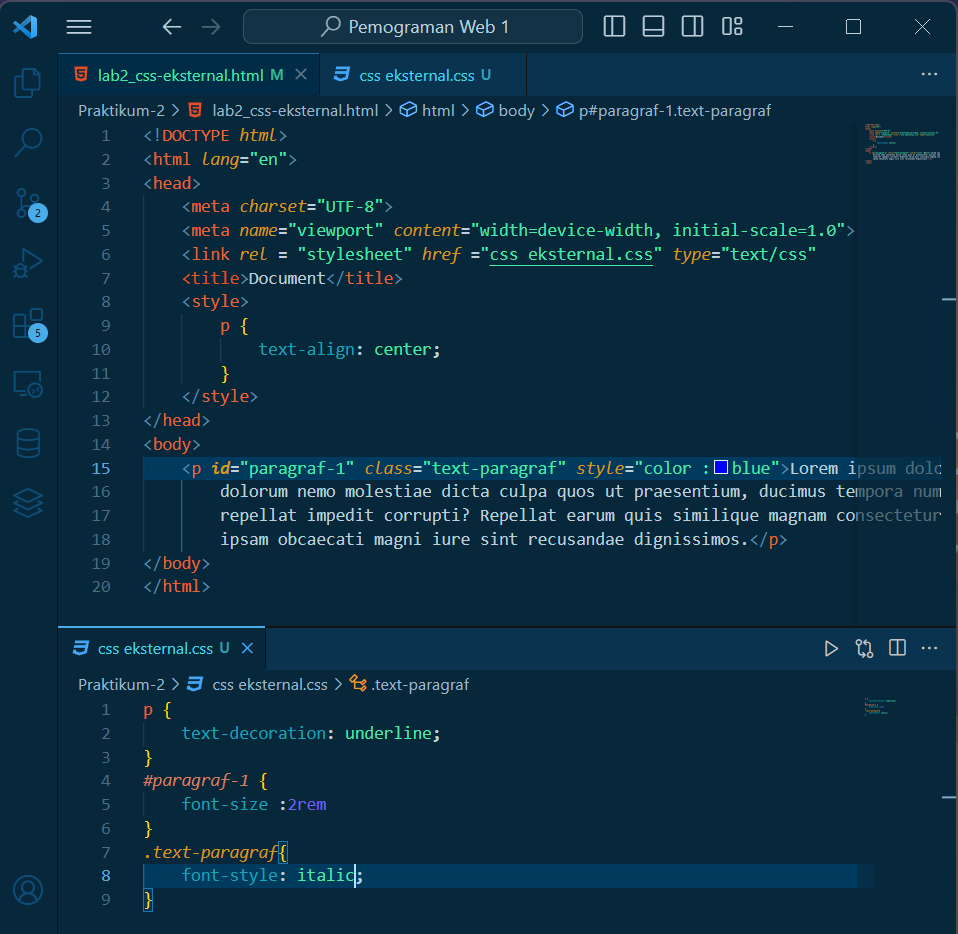 Pemograman Web 1
lab2_css-eksternal.html M
css eksternal.css U
Praktikum-2 > lab2_css-eksternal.html > html > body > p#paragraf-1.text-paragraf
1 <!DOCTYPE html>
2 <html lang="en">
3 <head>
4 <meta charset="UTF-8">
5 <meta name="viewport" content="width=device-width, initial-scale=1.0">
6 <link rel = "stylesheet" href ="css eksternal.css" type="text/css"
7 <title>Document</title>
8 <style>
9 p {
10 text-align: center;
11 }
12 </style>
13 </head>
14 <body>
15 <p id="paragraf-1" class="text-paragraf" style="color :blue">Lorem ipsum dolo
16 dolorum nemo molestiae dicta culpa quos ut praesentium, ducimus tempora num
17 repellat impedit corrupti? Repellat earum quis similique magnam consectetur
18 ipsam obcaecati magni iure sint recusandae dignissimos.</p>
19 </body>
20 </html>
2
5
css eksternal.css U
Praktikum-2 > css eksternal.css > .text-paragraf
1 p {
2 text-decoration: underline;
3 }
4 #paragraf-1 {
5 font-size :2rem
6 }
7 .text-paragraf{
8 font-style: italic;
9 }